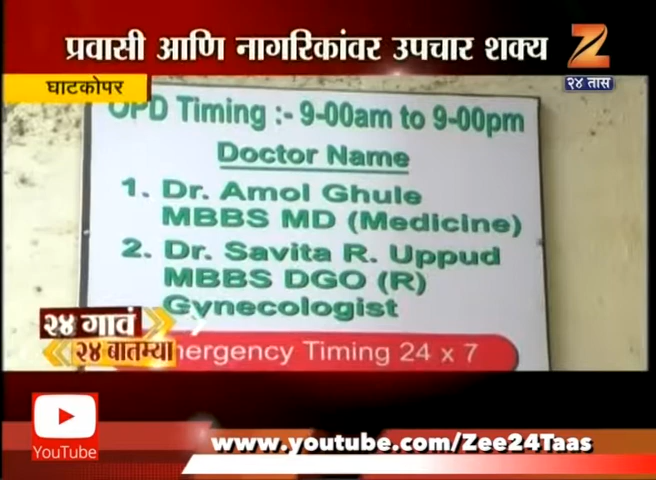 प्रवासी आणि नागरिकांवर उपचार शक्य
२४ तास
घाटकोपर
OPD Timing :- 9-00am to 9-00pm
Doctor Name
1. Dr. Amol Ghule
MBBS MD (Medicine)
2. Dr. Savita R. Uppud
MBBS DGO (R)
Gynecologist
Emergency Timing 24 x 7
२४ गावं
२४ बातम्या
YouTube
www.youtube.com/Zee24Taas